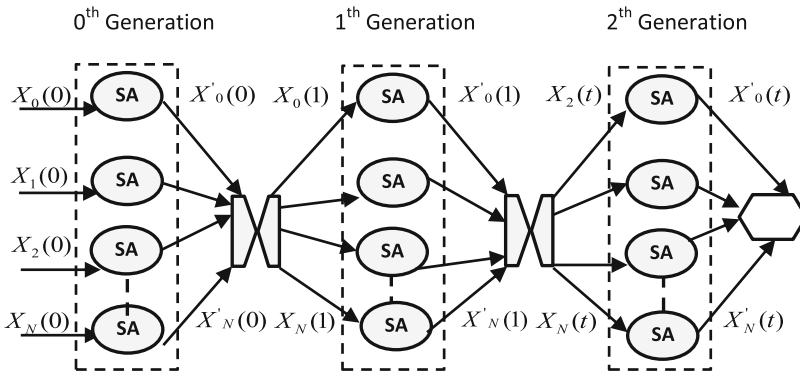 0th Generation 1th Generation 2th Generation
X0(0) SA X'0(0) X0(1) SA X'0(1) X2(t) SA X'0(t)
X1(0) SA SA SA
X2(0) SA SA SA
XN(0) SA X'N(0) XN(1) SA X'N(1) XN(t) SA X'N(t)